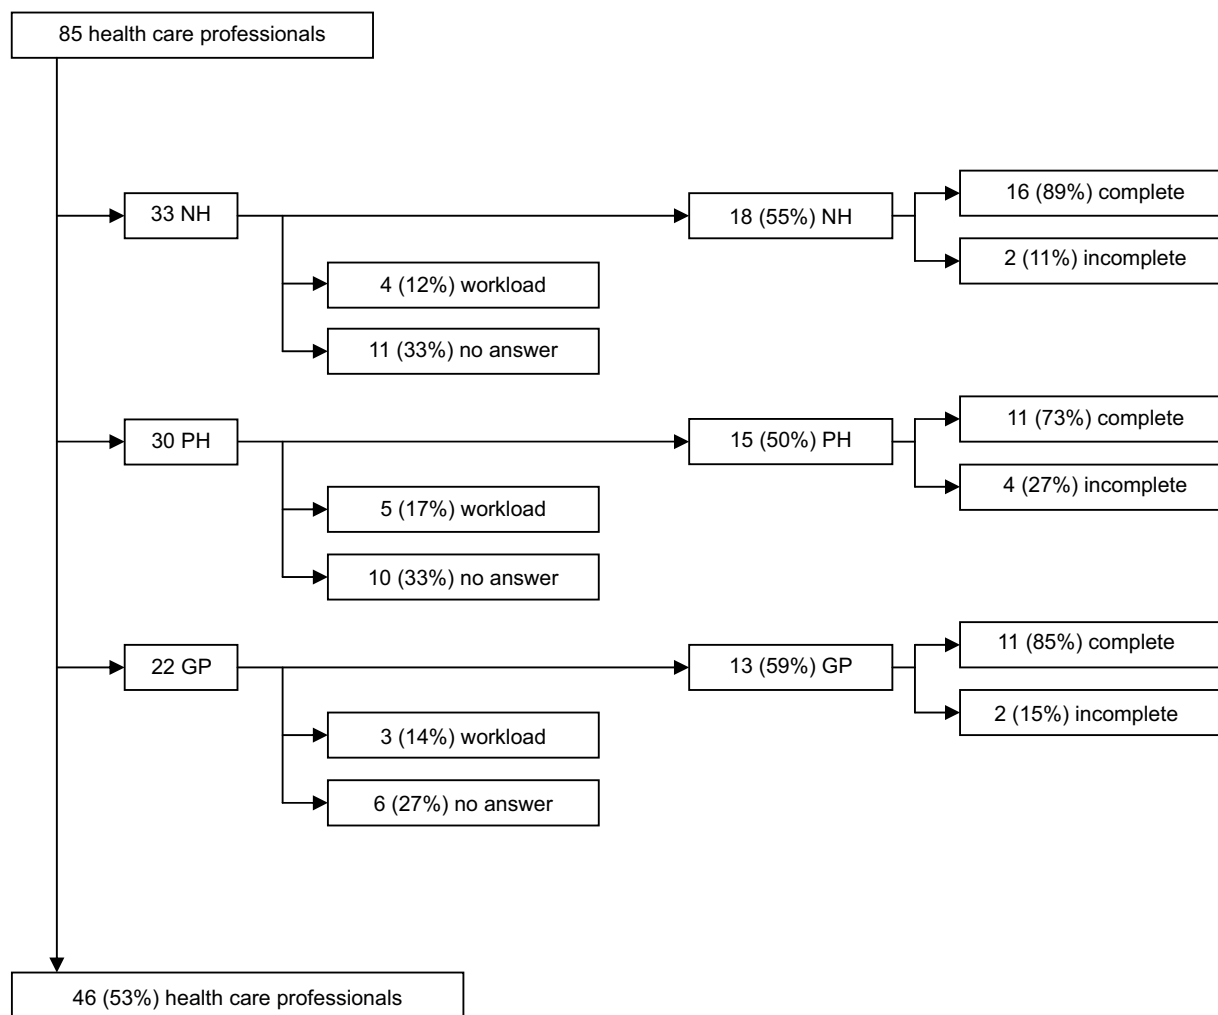 85 health care professionals
33 NH
18 (55%) NH
16 (89%) complete
2 (11%) incomplete
4 (12%) workload
11 (33%) no answer
30 PH
15 (50%) PH
11 (73%) complete
4 (27%) incomplete
5 (17%) workload
10 (33%) no answer
22 GP
13 (59%) GP
11 (85%) complete
2 (15%) incomplete
3 (14%) workload
6 (27%) no answer
46 (53%) health care professionals